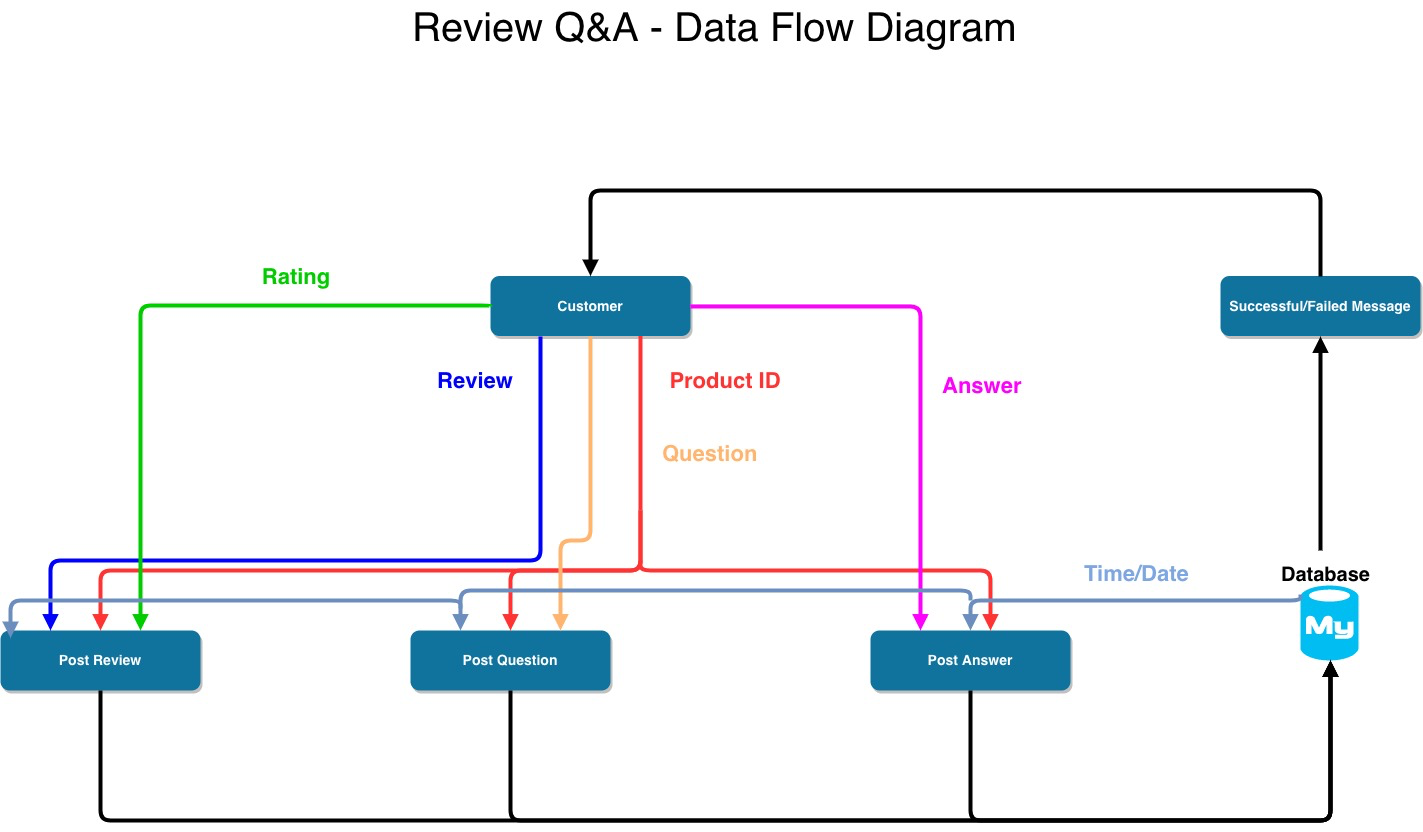 Review Q&A - Data Flow Diagram
Rating
Customer
Successful/Failed Message
Review
Product ID
Answer
Question
Time/Date
Database
My
Post Review
Post Question
Post Answer